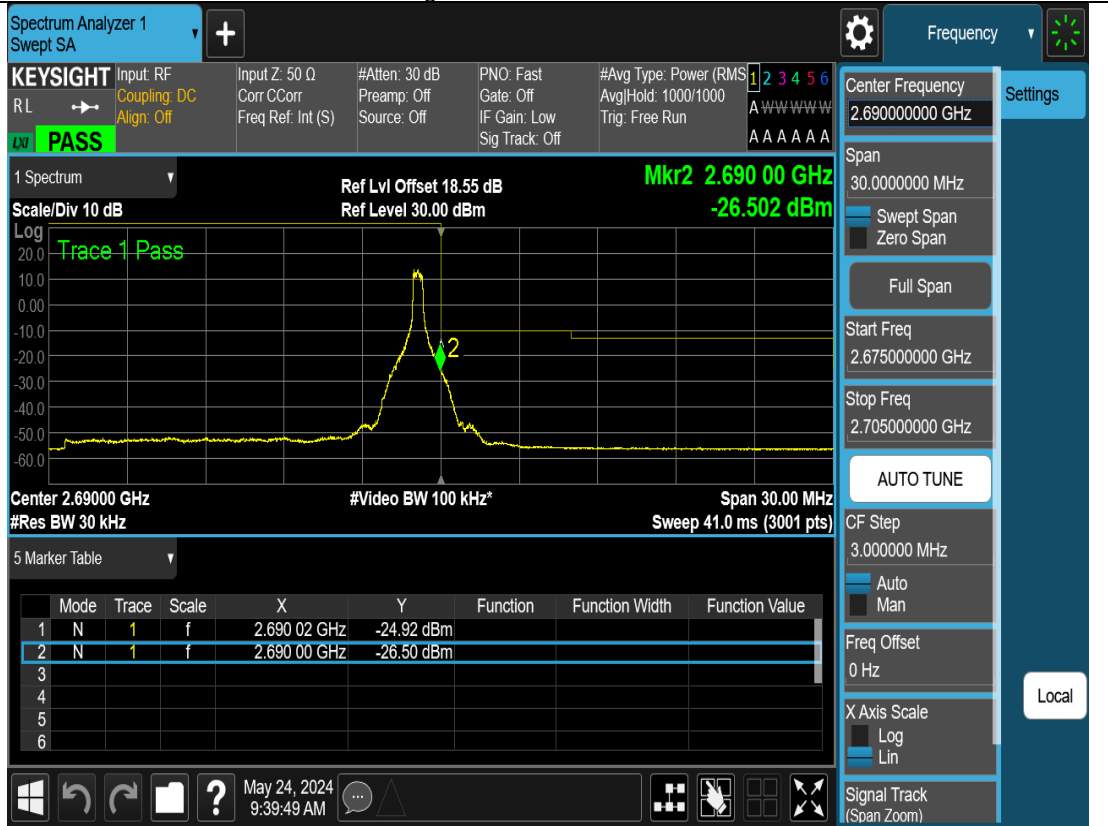 Spectrum Analyzer 1
Swept SA
+
Frequency
KEYSIGHT
RL
LXI PASS
Input: RF
Coupling: DC
Align: Off
Input Z: 50 Ω
Corr CCorr
Freq Ref: Int (S)
#Atten: 30 dB
Preamp: Off
Source: Off
PNO: Fast
Gate: Off
IF Gain: Low
Sig Track: Off
#Avg Type: Power (RMS
Avg|Hold: 1000/1000
Trig: Free Run
1 2 3 4 5 6
A W W W W W
A A A A A A
1 Spectrum
Scale/Div 10 dB
Ref Lvl Offset 18.55 dB
Ref Level 30.00 dBm
Mkr2 2.690 00 GHz
-26.502 dBm
Log
Trace 1 Pass
20.0
10.0
0.00
-10.0
-20.0
-30.0
-40.0
-50.0
-60.0
2
Center 2.69000 GHz
#Res BW 30 kHz
#Video BW 100 kHz*
Span 30.00 MHz
Sweep 41.0 ms (3001 pts)
5 Marker Table
Mode Trace Scale X Y Function Function Width Function Value
1 N 1 f 2.690 02 GHz -24.92 dBm
2 N 1 f 2.690 00 GHz -26.50 dBm
3
4
5
6
?
May 24, 2024
9:39:49 AM
Center Frequency
2.690000000 GHz
Settings
Span
30.0000000 MHz
Swept Span
Zero Span
Full Span
Start Freq
2.675000000 GHz
Stop Freq
2.705000000 GHz
AUTO TUNE
CF Step
3.000000 MHz
Auto
Man
Freq Offset
0 Hz
X Axis Scale
Log
Lin
Local
Signal Track
(Span Zoom)